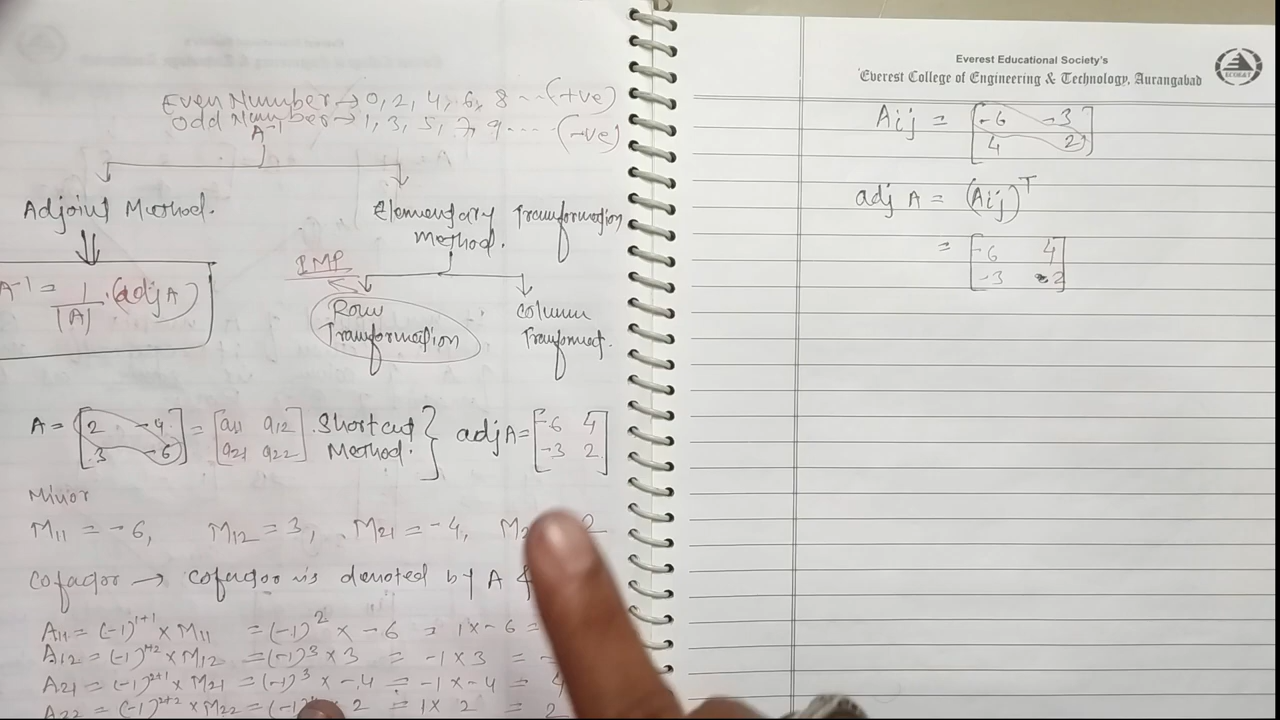 Even Number → 0, 2, 4, 6, 8 ... (+ve)
Odd Number → 1, 3, 5, 7, 9 .... (-ve)
A⁻¹
Adjoint Method.
Elementary Transformation
Method.
IMP
A⁻¹ = 1/|A| . (adj A)
Row
Transformation
Column
Transformat.
A = [2 -4; 3 -6] = [a11 a12; a21 a22] . Shortcut Method. } adj A = [-6 4; -3 2]
Minor
M11 = -6, M12 = 3, M21 = -4, 2
Cofactor → cofactor is denoted by A
A11 = (-1)¹⁺¹ × M11 = (-1)² × -6 = 1 × -6 =
A12 = (-1)¹⁺² × M12 = (-1)³ × 3 = -1 × 3 = -
A21 = (-1)²⁺¹ × M21 = (-1)³ × -4 = -1 × -4 = 4
A22 = (-1)²⁺² × M22 = (-1) 2 = 1 × 2 = 2
Everest Educational Society's
Everest College of Engineering & Technology, Aurangabad
EVEREST
Aij = [-6 -3; 4 2]
adj A = (Aij)ᵀ
= [-6 4; -3 2]